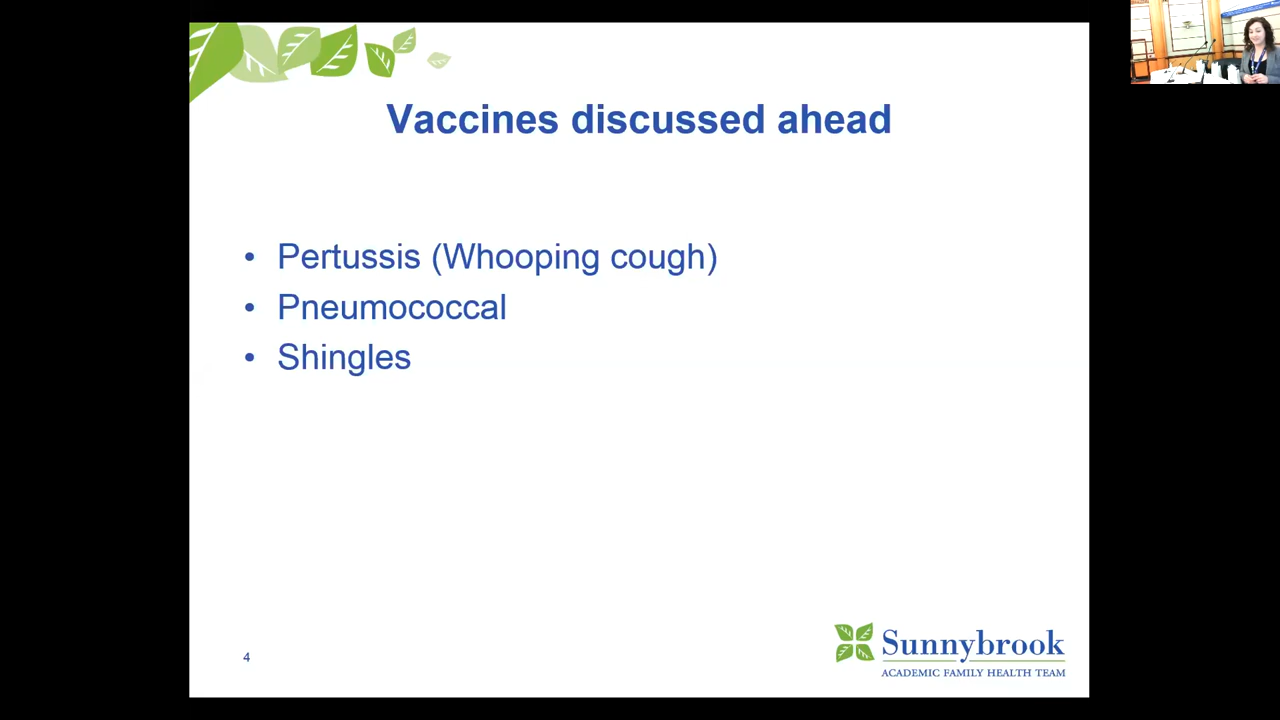 Vaccines discussed ahead
• Pertussis (Whooping cough)
• Pneumococcal
• Shingles
4
Sunnybrook
ACADEMIC FAMILY HEALTH TEAM